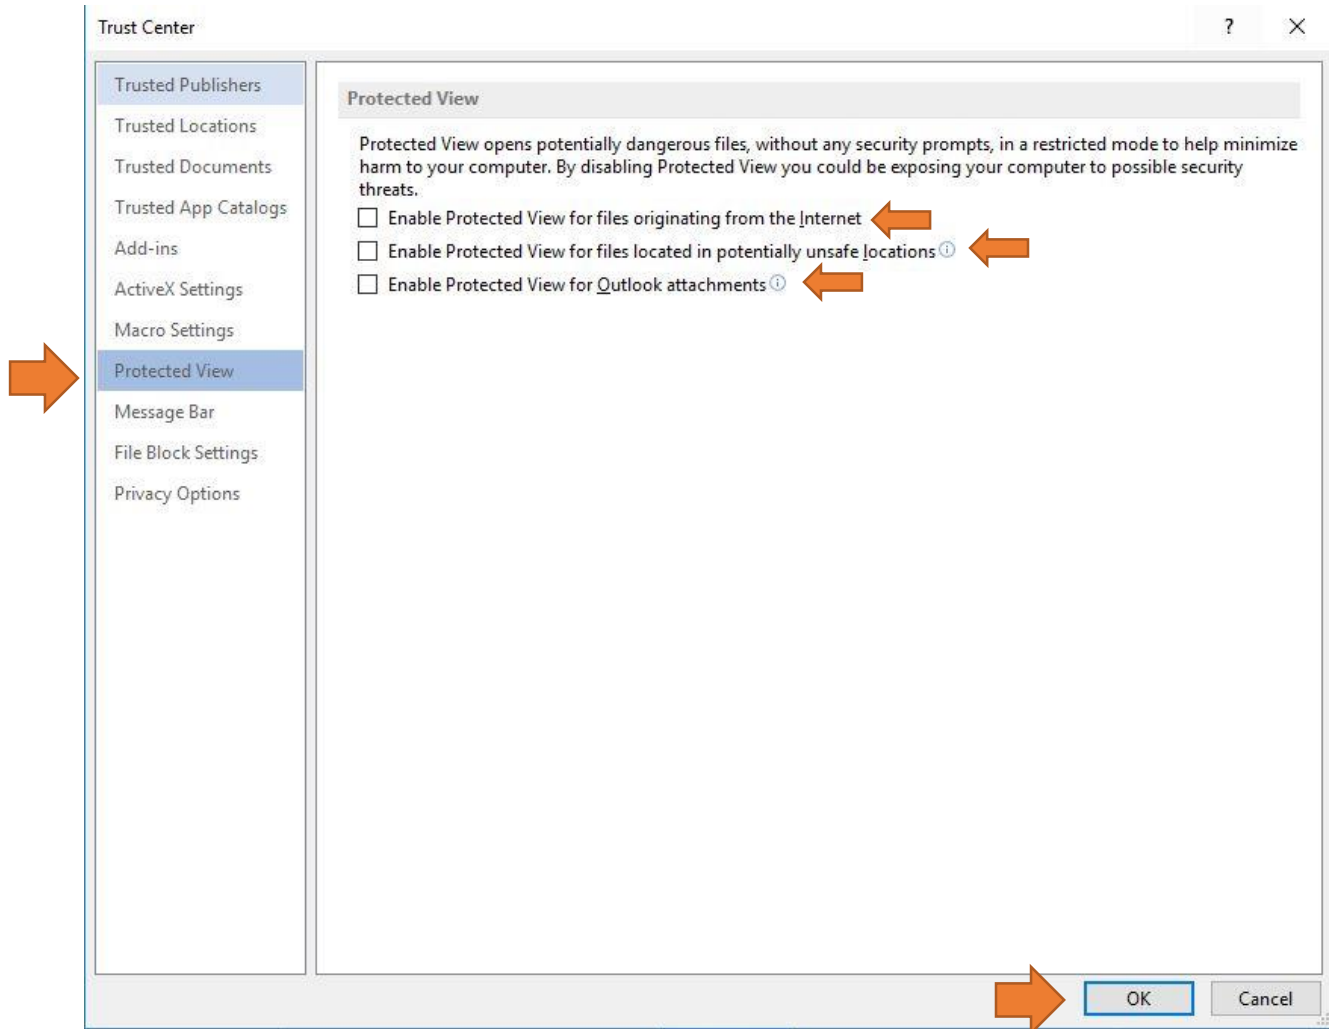 Trust Center
?
Trusted Publishers
Trusted Locations
Trusted Documents
Trusted App Catalogs
Add-ins
ActiveX Settings
Macro Settings
Protected View
Message Bar
File Block Settings
Privacy Options
Protected View
Protected View opens potentially dangerous files, without any security prompts, in a restricted mode to help minimize
harm to your computer. By disabling Protected View you could be exposing your computer to possible security
threats.
Enable Protected View for files originating from the Internet
Enable Protected View for files located in potentially unsafe locations
Enable Protected View for Outlook attachments
OK
Cancel